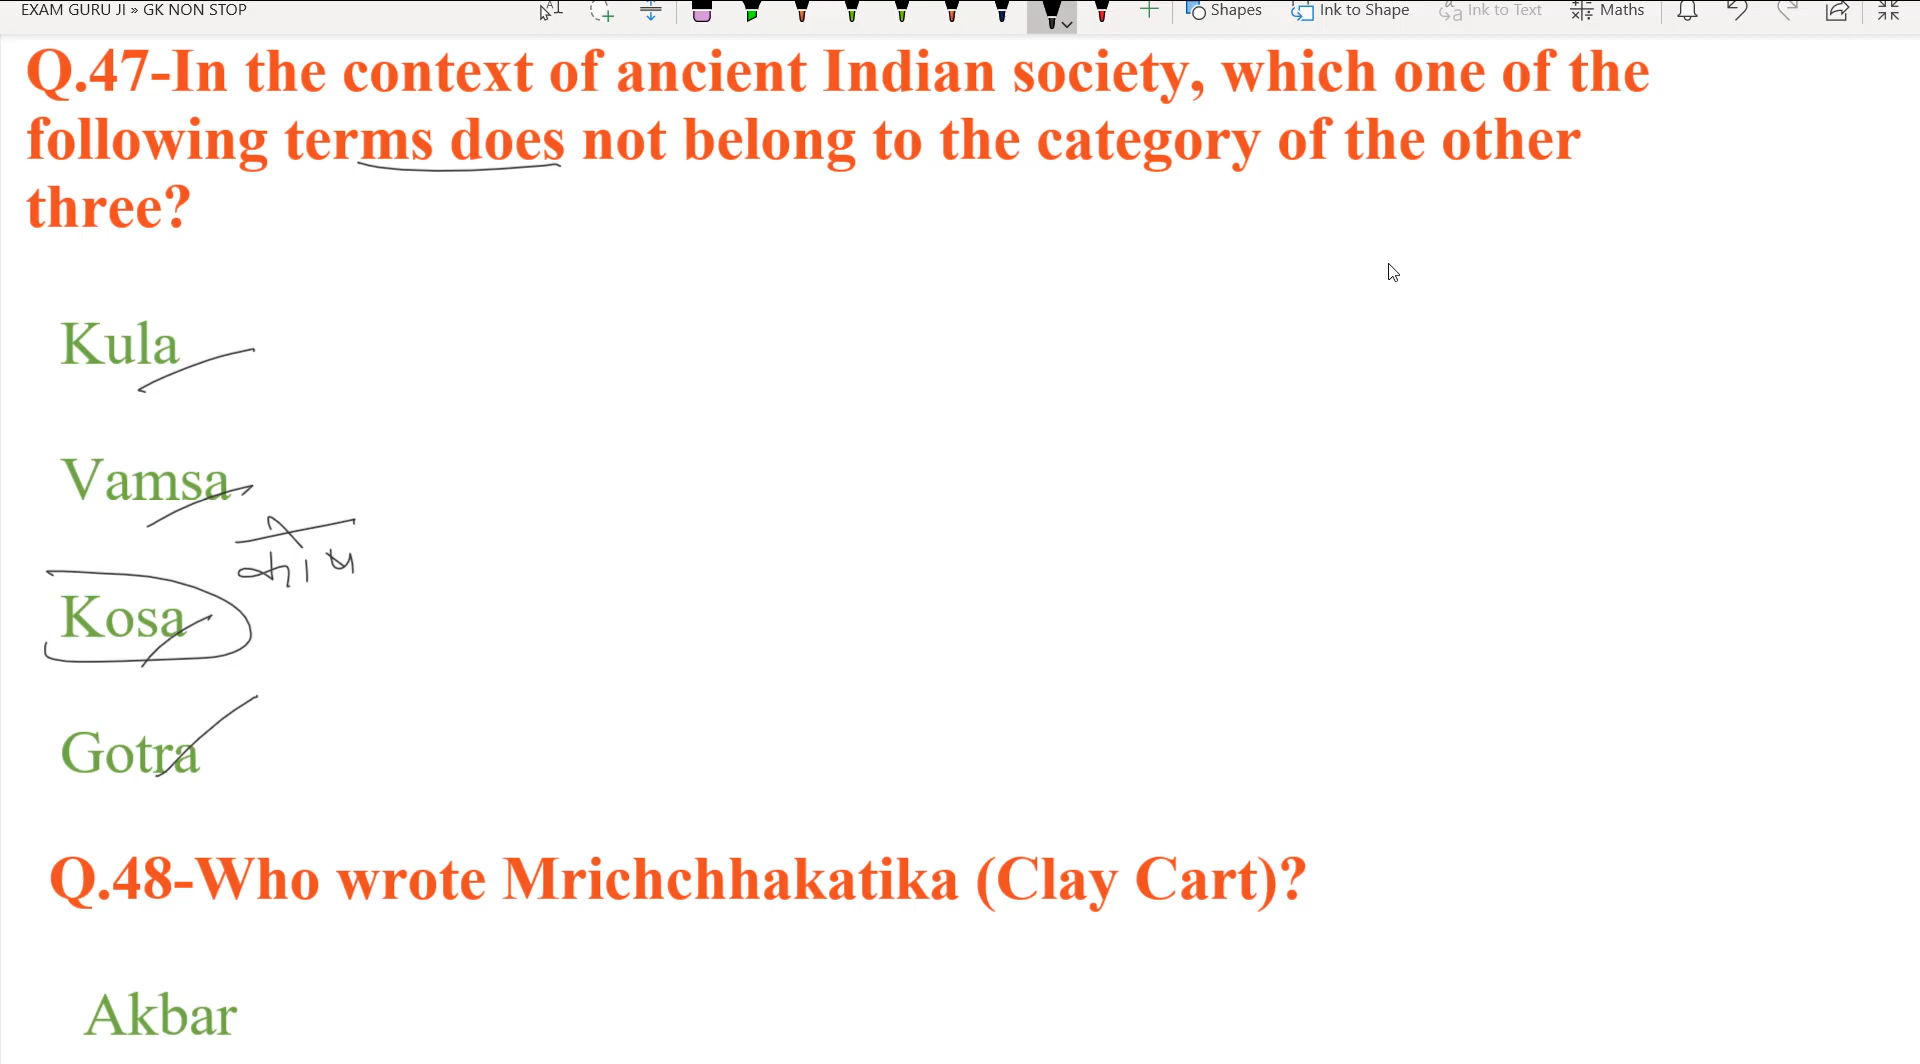 EXAM GURU JI » GK NON STOP
Shapes Ink to Shape Ink to Text Maths
Q.47-In the context of ancient Indian society, which one of the
following terms does not belong to the category of the other
three?
Kula
Vamsa
Kosa
Gotra
Q.48-Who wrote Mrichchhakatika (Clay Cart)?
Akbar